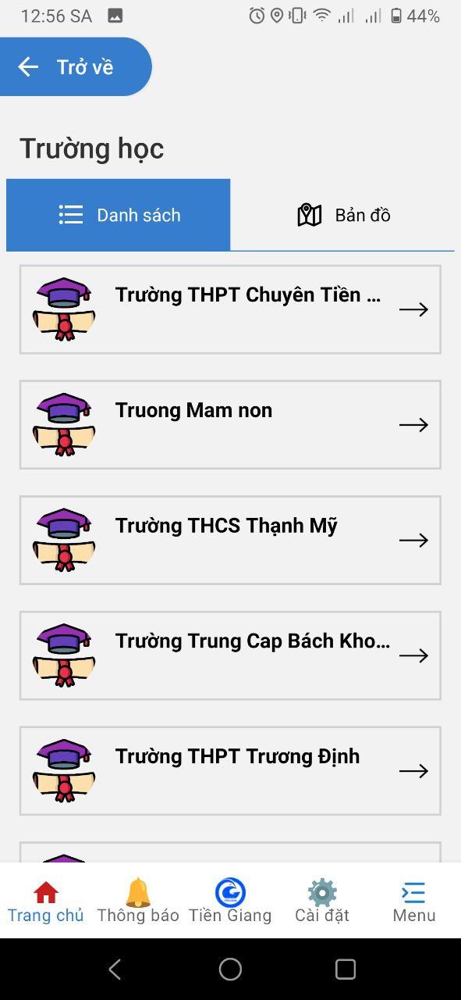 12:56 SA
44%
Trở về
Trường học
Danh sách
Bản đồ
Trường THPT Chuyên Tiền ...
Truong Mam non
Trường THCS Thạnh Mỹ
Trường Trung Cap Bách Kho...
Trường THPT Trương Định
Trang chủ
Thông báo
Tiền Giang
Cài đặt
Menu